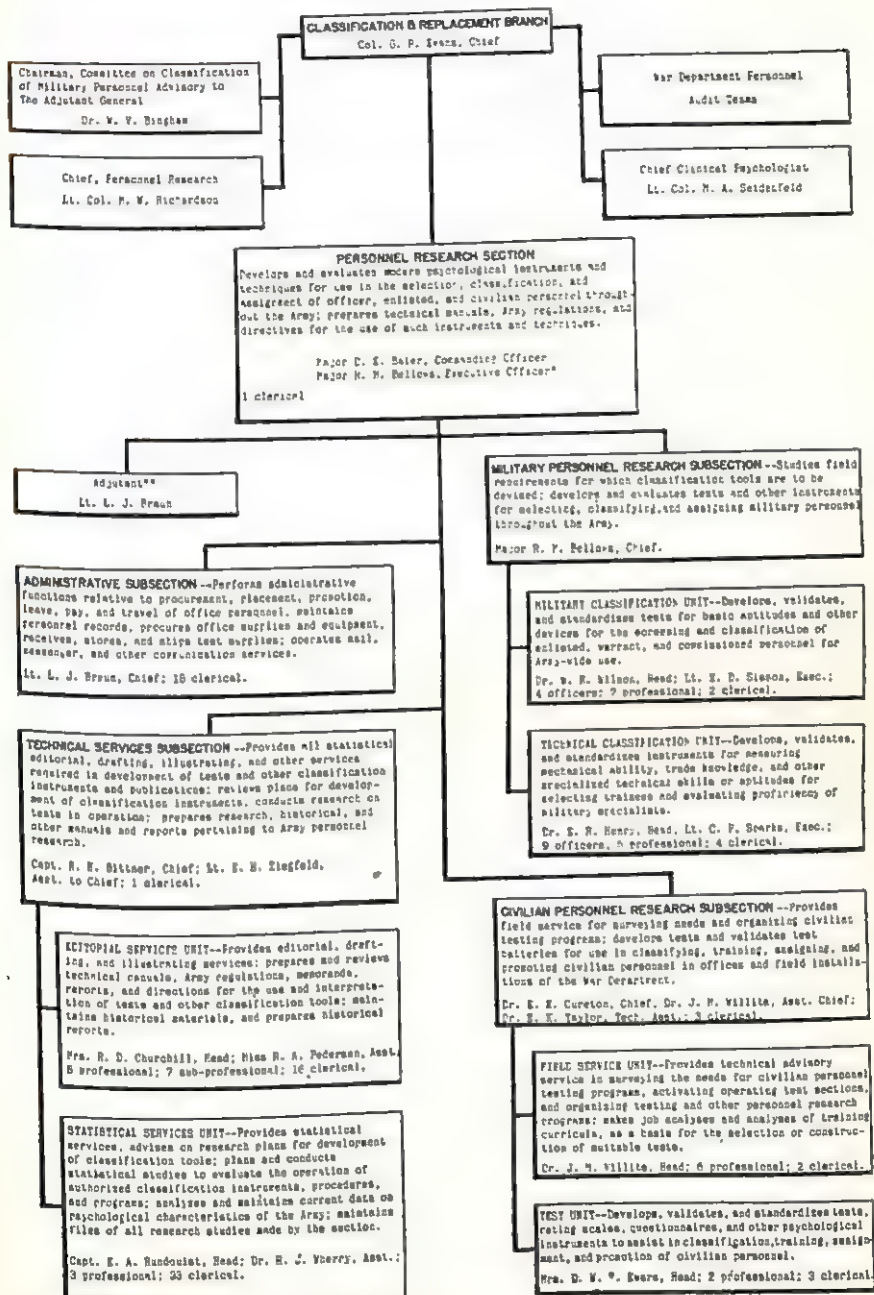 CLASSIFICATION & REPLACEMENT BRANCH
Col. G. P. Evans, Chief
Chairman, Committee on Classification
of Military Personnel Advisory to
The Adjutant General
Dr. W. V. Bingham
War Department Personnel
Audit Teams
Chief, Personnel Research
Lt. Col. M. W. Richardson
Chief Clinical Psychologist
Lt. Col. M. A. Seidenfeld
PERSONNEL RESEARCH SECTION
Develops and evaluates modern psychological instruments and
techniques for use in the selection, classification, and
assignment of officer, enlisted, and civilian personnel through-
out the Army; prepares technical manuals, Army regulations, and
directives for the use of such instruments and techniques.
Major D. E. Baier, Commanding Officer
Major R. M. Bellows, Executive Officer*
1 clerical
Adjutant**
Lt. L. J. Braun
MILITARY PERSONNEL RESEARCH SUBSECTION--Studies field
requirements for which classification tools are to be
devised; develops and evaluates tests and other instruments
for selecting, classifying, and assigning military personnel
throughout the Army.
Major R. M. Bellows, Chief.
ADMINISTRATIVE SUBSECTION--Performs administrative
functions relative to procurement, placement, promotion,
leave, pay, and travel of office personnel, maintains
personnel records, procures office supplies and equipment,
receives, stores, and ships test supplies; operates mail,
messenger, and other communication services.
Lt. L. J. Braun, Chief; 18 clerical.
MILITARY CLASSIFICATION UNIT--Develops, validates,
and standardizes tests for basic aptitudes and other
devices for the screening and classification of
enlisted, warrant, and commissioned personnel for
Army-wide use.
Dr. Head; Lt. Exec.;
4 officers; 7 professional; 2 clerical.
TECHNICAL SERVICES SUBSECTION--Provides all statistical
editorial, drafting, illustrating, and other services
required in development of tests and other classification
instruments and publications; reviews plans for develop-
ment of classification instruments, conducts research on
tests in operation; prepares research, historical, and
other manuals and reports pertaining to Army personnel
research.
Capt. R. H. Bittner, Chief; Lt. E. H. Ziegfeld,
Asst. to Chief; 1 clerical.
TECHNICAL CLASSIFICATION UNIT--Develops, validates,
and standardizes instruments for measuring
mechanical ability, trade knowledge, and other
specialized technical skills or aptitudes for
selecting trainees and evaluating proficiency of
military specialists.
Dr. E. R. Henry, Head, Lt. C. P. Sparks, Exec.;
9 officers, professional; 4 clerical.
EDITORIAL SERVICES UNIT--Provides editorial, draft-
ing, and illustrating services; prepares and reviews
technical manuals, Army regulations, memoranda,
reports, and directions for the use and interpreta-
tion of tests and other classification tools; main-
tains historical materials, and prepares historical
reports.
Mrs. R. D. Churchill, Head; Miss R. A. Pedersen, Asst.
professional; 7 sub-professional; 16 clerical.
CIVILIAN PERSONNEL RESEARCH SUBSECTION--Provides
field service for surveying needs and organizing civilian
testing programs; develops tests and validates test
batteries for use in classifying, training, assigning, and
promoting civilian personnel in offices and field installa-
tions of the War Department.
Dr. E. E. Cureton, Chief, Dr. J. M. Willits, Asst. Chief;
Dr. E. K. Taylor, Tech. Asst.; 3 clerical.
STATISTICAL SERVICES UNIT--Provides statistical
services, advises on research plans for development
of classification tools; plans and conducts
statistical studies to evaluate the operation of
authorized classification instruments, procedures,
and programs; analyzes and maintains current data on
psychological characteristics of the Army; maintains
files of all research studies made by the section.
Capt. E. A. Rundquist, Head; Dr. R. J. Wherry, Asst.;
3 professional; 33 clerical.
FIELD SERVICE UNIT--Provides technical advisory
service in surveying the needs for civilian personnel
testing programs, activating operating test sections,
and organizing testing and other personnel research
programs; makes job analyses and analyses of training
curricula, as a basis for the selection or construc-
tion of suitable tests.
Dr. J. M. Willits, Head; 6 professional; 2 clerical.
TEST UNIT--Develops, validates, and standardizes tests,
rating scales, questionnaires, and other psychological
instruments to assist in classification, training, assign-
ment, and promotion of civilian personnel.
Mrs. D. W. Head; 2 professional; 3 clerical.